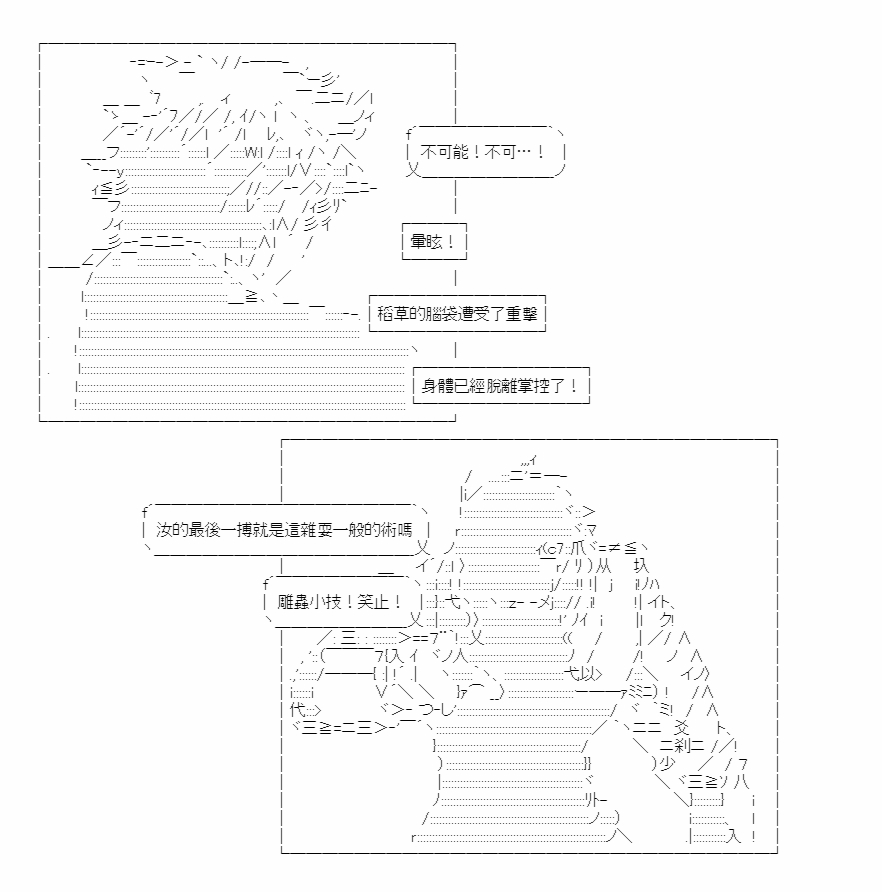 不可能！不可…！
暈眩！
稻草的腦袋遭受了重擊
身體已經脫離掌控了！
汝的最後一搏就是這雜耍一般的術嗎
雕蟲小技！笑止！